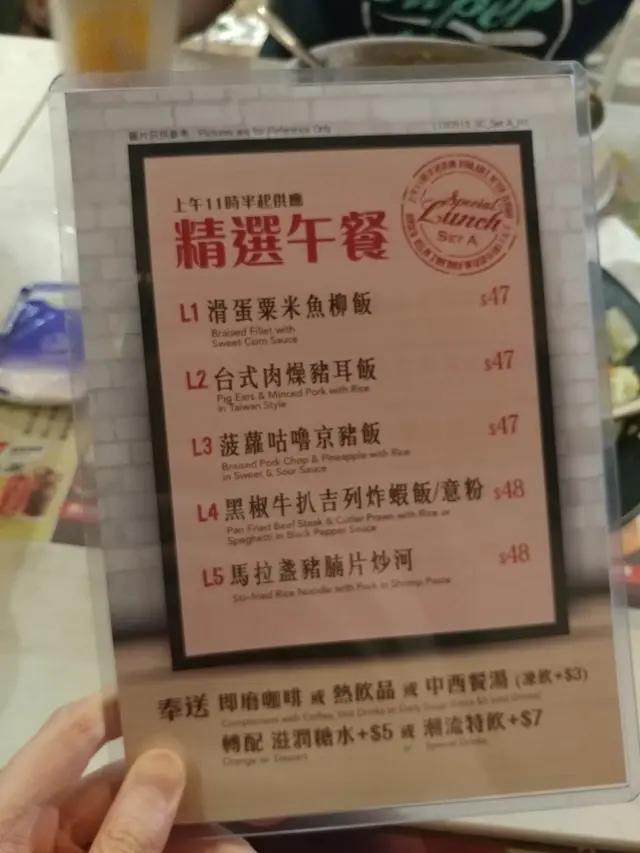 圖片只供參考 Pictures are for Reference Only
上午11時半起供應
精選午餐
Special
Lunch
SET A
L1 滑蛋粟米魚柳飯 $47
Braised Fillet with
Sweet Corn Sauce
L2 台式肉燥豬耳飯 $47
Pig Ears & Minced Pork with Rice
in Taiwan Style
L3 菠蘿咕嚕京豬飯 $47
Braised Pork Chop & Pineapple with Rice
in Sweet & Sour Sauce
L4 黑椒牛扒吉列炸蝦飯/意粉 $48
Pan Fried Beef Steak & Cutlet Prawn with Rice or
Spaghetti in Black Pepper Sauce
L5 馬拉盞豬腩片炒河 $48
Stir-fried Rice Noodle with Pork in Shrimp Paste
奉送 即磨咖啡 或 熱飲品 或 中西餐湯 (凍飲+$3)
轉配 滋潤糖水+$5 或 潮流特飲+$7
Change to: Dessert or Special Drinks